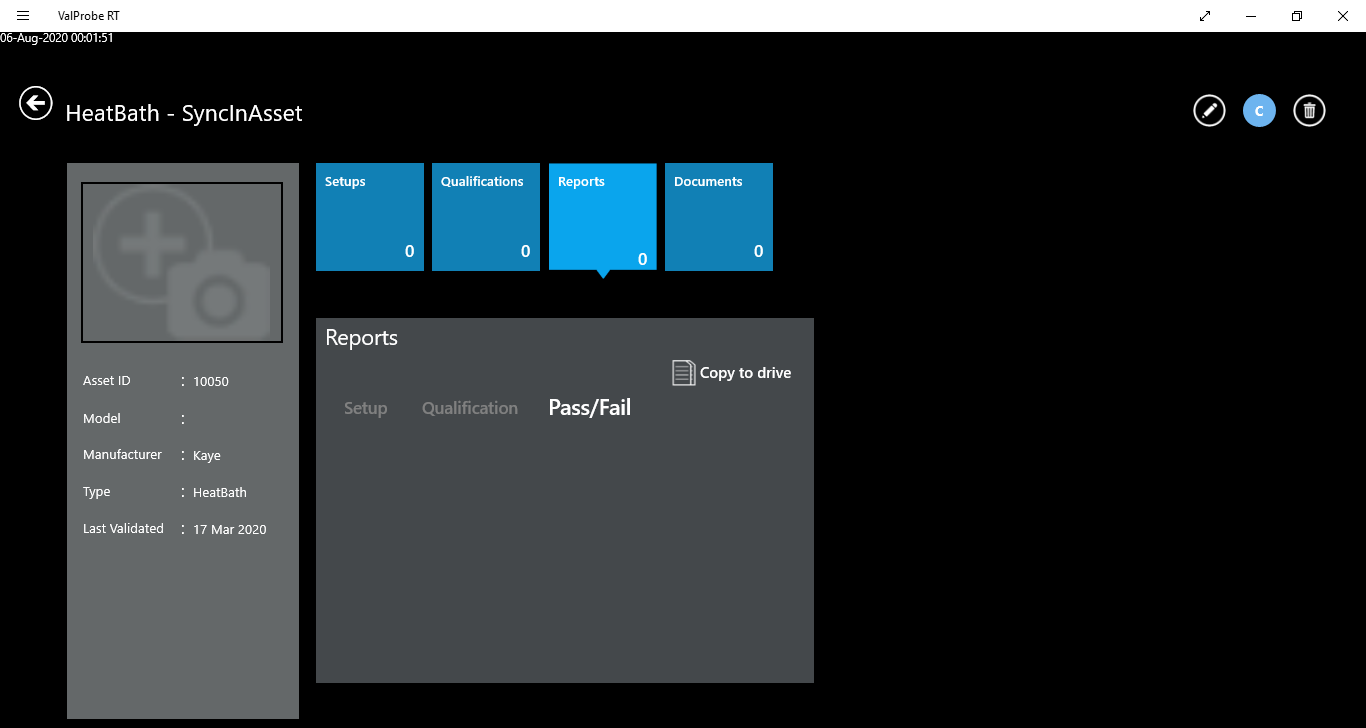 ValProbe RT
06-Aug-2020 00:01:51
HeatBath - SyncInAsset
C
Setups
0
Qualifications
0
Reports
0
Documents
0
Asset ID : 10050
Model :
Manufacturer : Kaye
Type : HeatBath
Last Validated : 17 Mar 2020
Reports
Copy to drive
Setup Qualification Pass/Fail